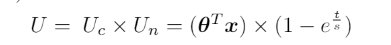 U = U_c × U_n = (θ^T x) × (1 − e^{t/s})